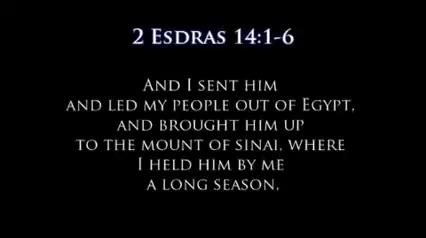 2 Esdras 14:1-6
And I sent him
and led my people out of Egypt,
and brought him up
to the mount of sinai, where
I held him by me
a long season,